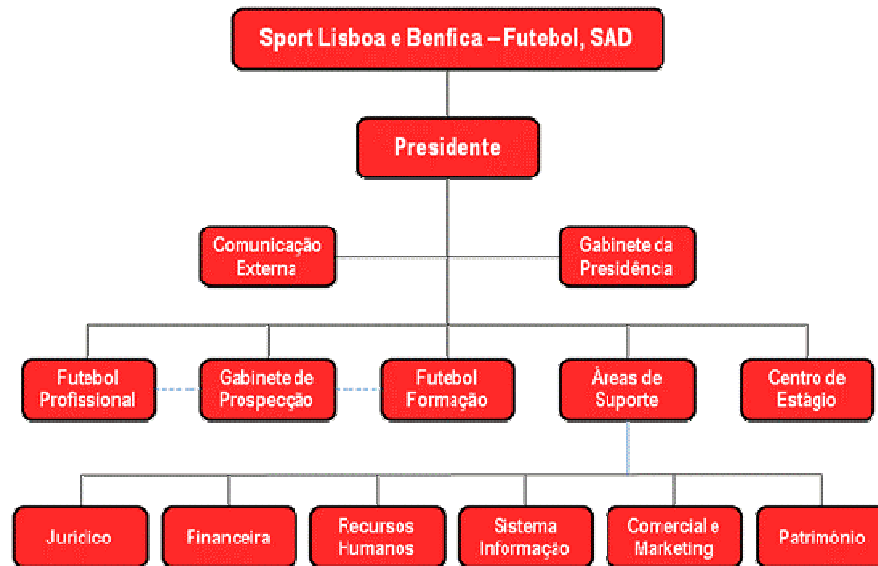 Sport Lisboa e Benfica – Futebol, SAD
Presidente
Comunicação
Externa
Gabinete da
Presidência
Futebol
Profissional
Gabinete de
Prospecção
Futebol
Formação
Áreas de
Suporte
Centro de
Estágio
Jurídico
Financeira
Recursos
Humanos
Sistema
Informação
Comercial e
Marketing
Património